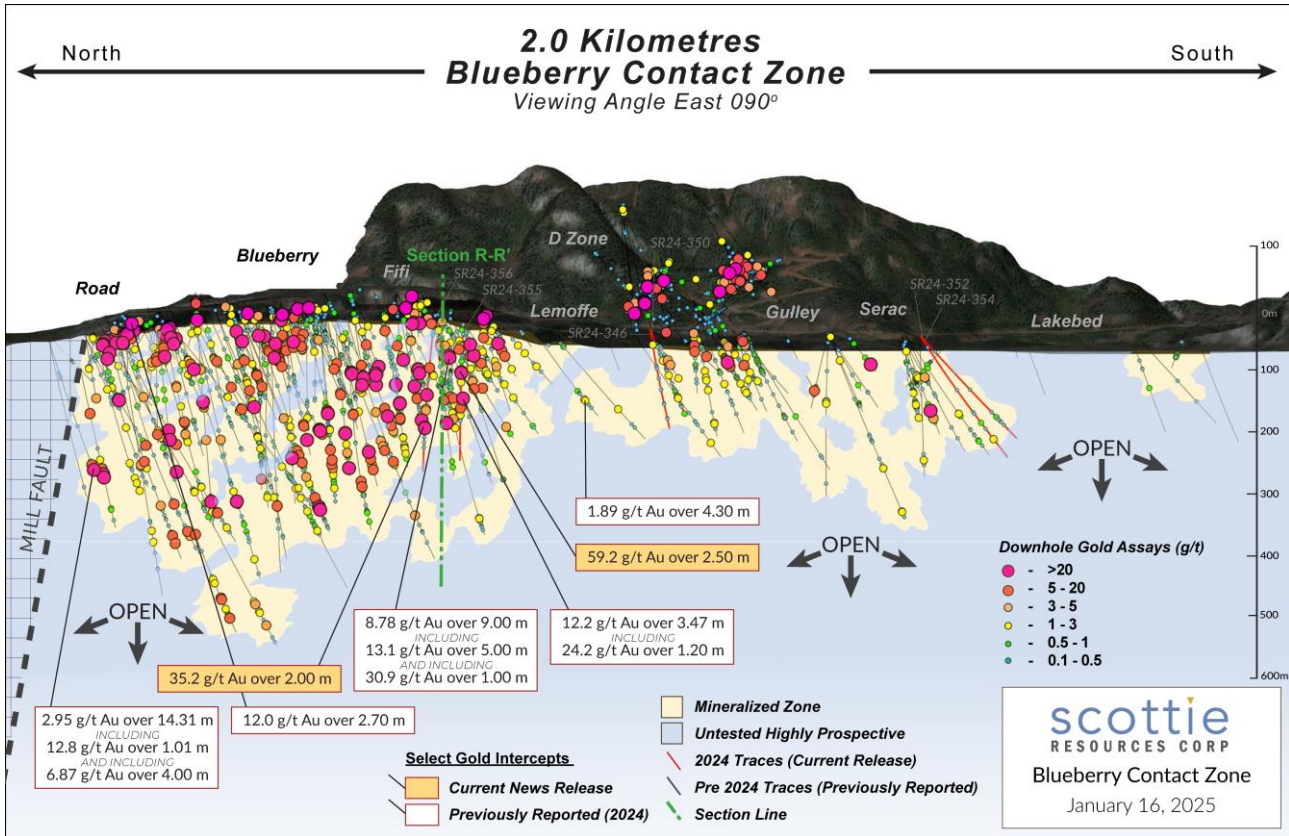 2.0 Kilometres
Blueberry Contact Zone
Viewing Angle East 090º
North
South
D Zone
SR24-350
Blueberry
Section R-R'
Fifi
SR24-356
SR24-355
Road
Lemoffe
SR24-346
Gulley
Serac
SR24-352
SR24-354
Lakebed
100
0m
100
200
300
400
500
600m
MILL FAULT
OPEN
OPEN
OPEN
1.89 g/t Au over 4.30 m
59.2 g/t Au over 2.50 m
8.78 g/t Au over 9.00 m
INCLUDING
13.1 g/t Au over 5.00 m
AND INCLUDING
30.9 g/t Au over 1.00 m
12.2 g/t Au over 3.47 m
INCLUDING
24.2 g/t Au over 1.20 m
35.2 g/t Au over 2.00 m
2.95 g/t Au over 14.31 m
INCLUDING
12.8 g/t Au over 1.01 m
AND INCLUDING
6.87 g/t Au over 4.00 m
12.0 g/t Au over 2.70 m
Downhole Gold Assays (g/t)
- >20
- 5 - 20
- 3 - 5
- 1 - 3
- 0.5 - 1
- 0.1 - 0.5
Select Gold Intercepts
Current News Release
Previously Reported (2024)
Mineralized Zone
Untested Highly Prospective
2024 Traces (Current Release)
Pre 2024 Traces (Previously Reported)
Section Line
scottie
RESOURCES CORP
Blueberry Contact Zone
January 16, 2025